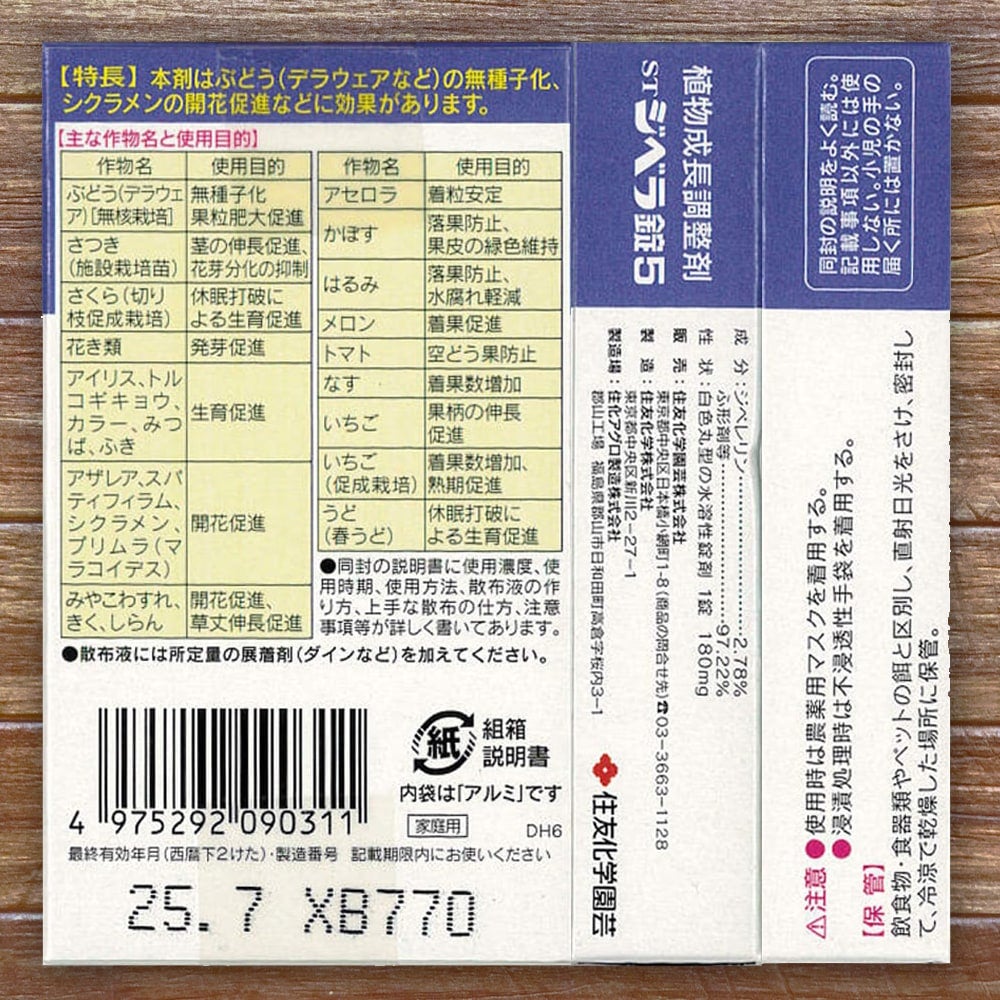 【特長】本剤はぶどう(デラウェアなど)の無種子化、
シクラメンの開花促進などに効果があります。
【主な作物名と使用目的】
作物名 使用目的
ぶどう(デラウェ
ア)[無核栽培]
無種子化
果粒肥大促進
さつき
(施設栽培苗)
茎の伸長促進、
花芽分化の抑制
さくら(切り
枝促成栽培)
休眠打破に
よる生育促進
花き類 発芽促進
アイリス、トル
コギキョウ、
カラー、みつ
ば、ふき
生育促進
アザレア、スパ
ティフィラム、
シクラメン、
プリムラ(マ
ラコイデス)
開花促進
みやこわすれ、
きく、しらん
開花促進、
草丈伸長促進
作物名 使用目的
アセロラ 着粒安定
かぼす
落果防止、
果皮の緑色維持
はるみ
落果防止、
水腐れ軽減
メロン 着果促進
トマト 空どう果防止
なす 着果数増加
いちご
果柄の伸長
促進
いちご
(促成栽培)
着果数増加、
熟期促進
うど
(春うど)
休眠打破に
よる生育促進
●同封の説明書に使用濃度、使
用時期、使用方法、散布液の作
り方、上手な散布の仕方、注意
事項等が詳しく書いてあります。
●散布液には所定量の展着剤(ダインなど)を加えてください。
4 975292 090311
紙
組箱
説明書
内袋は「アルミ」です
家庭用
DH6
最終有効年月(西暦下2けた)・製造番号 記載期限内にお使いください
25.7 XB770
植物成長調整剤
STジベラ錠5
成 分:ジベレリン……………………2.78%
ふ形剤等……………………97.22%
性 状:白色丸型の水溶性錠剤 1錠 180mg
販 売:住友化学園芸株式会社
東京都中央区日本橋小網町1-8(商品の問合せ先)☎03-3663-1128
製 造:住友化学株式会社
東京都中央区新川2-27-1
製造場:住化アグロ製造株式会社
郡山工場 福島県郡山市日和田町高倉字桜内3-1
住友化学園芸
同封の説明をよく読む。
記載事項以外には使
用しない。小児の手の
届く所には置かない。
⚠注意 ●使用時は農薬用マスクを着用する。
●浸漬処理時は不浸透性手袋を着用する。
【保 管】
飲食物・食器類やペットの餌と区別し、直射日光をさけ、密封し
て、冷涼で乾燥した場所に保管。